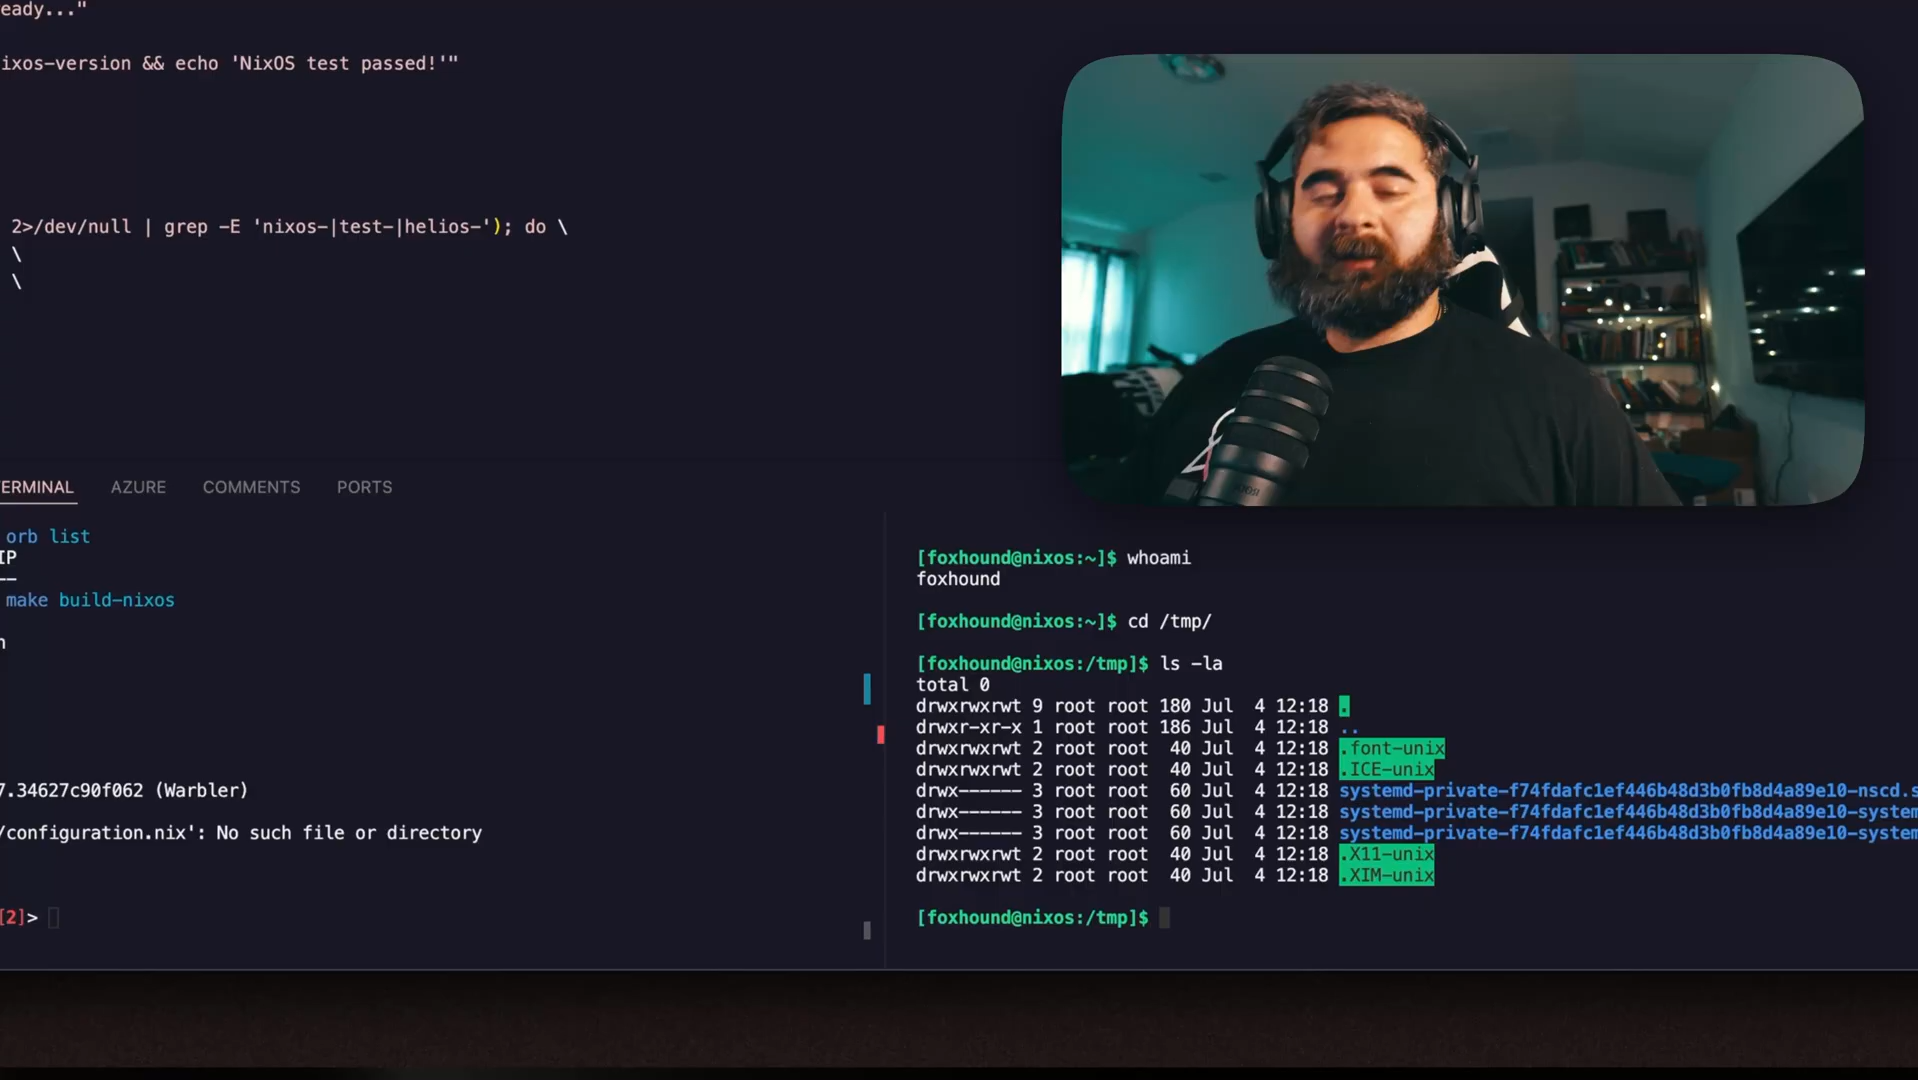 eady..."
ixos-version && echo 'NixOS test passed!'"
2>/dev/null | grep -E 'nixos-|test-|helios-'); do \
\
\
ERMINAL AZURE COMMENTS PORTS
orb list
IP
--
make build-nixos
n
7.34627c90f062 (Warbler)
/configuration.nix': No such file or directory
[2]>
[foxhound@nixos:~]$ whoami
foxhound
[foxhound@nixos:~]$ cd /tmp/
[foxhound@nixos:/tmp]$ ls -la
total 0
drwxrwxrwt 9 root root 180 Jul  4 12:18 .
drwxr-xr-x 1 root root 186 Jul  4 12:18 ..
drwxrwxrwt 2 root root  40 Jul  4 12:18 .font-unix
drwxrwxrwt 2 root root  40 Jul  4 12:18 .ICE-unix
drwx------ 3 root root  60 Jul  4 12:18 systemd-private-f74fdafc1ef446b48d3b0fb8d4a89e10-nscd.s
drwx------ 3 root root  60 Jul  4 12:18 systemd-private-f74fdafc1ef446b48d3b0fb8d4a89e10-system
drwx------ 3 root root  60 Jul  4 12:18 systemd-private-f74fdafc1ef446b48d3b0fb8d4a89e10-system
drwxrwxrwt 2 root root  40 Jul  4 12:18 .X11-unix
drwxrwxrwt 2 root root  40 Jul  4 12:18 .XIM-unix
[foxhound@nixos:/tmp]$